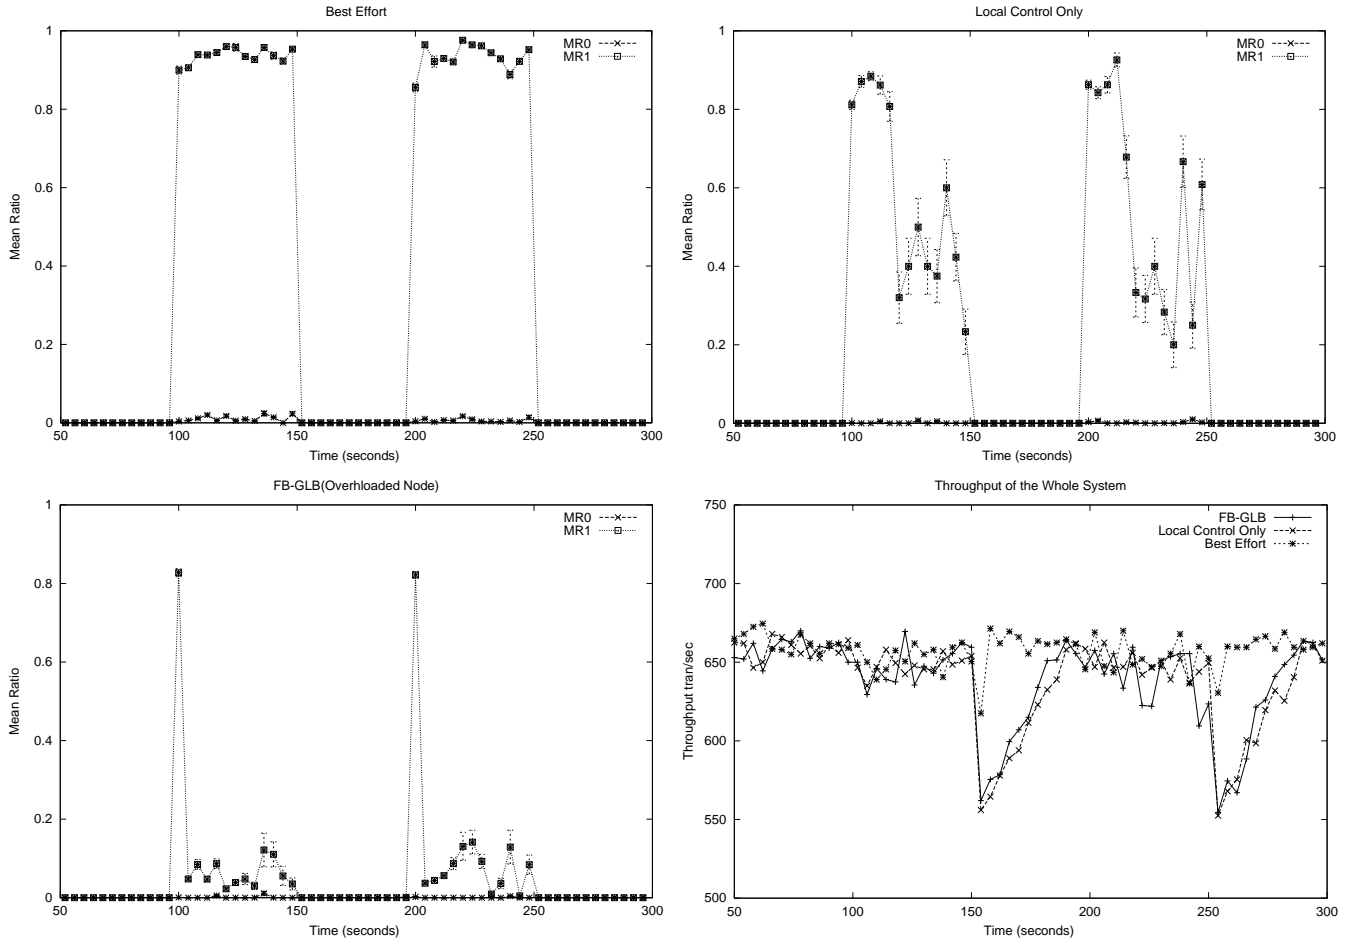 Best Effort
1
0.8
0.6
0.4
0.2
0
Mean Ratio
MR0
MR1
50 100 150 200 250 300
Time (seconds)
Local Control Only
1
0.8
0.6
0.4
0.2
0
Mean Ratio
MR0
MR1
50 100 150 200 250 300
Time (seconds)
FB-GLB(Overhloaded Node)
1
0.8
0.6
0.4
0.2
0
Mean Ratio
MR0
MR1
50 100 150 200 250 300
Time (seconds)
Throughput of the Whole System
750
700
650
600
550
500
Throughput tran/sec
FB-GLB
Local Control Only
Best Effort
50 100 150 200 250 300
Time (seconds)